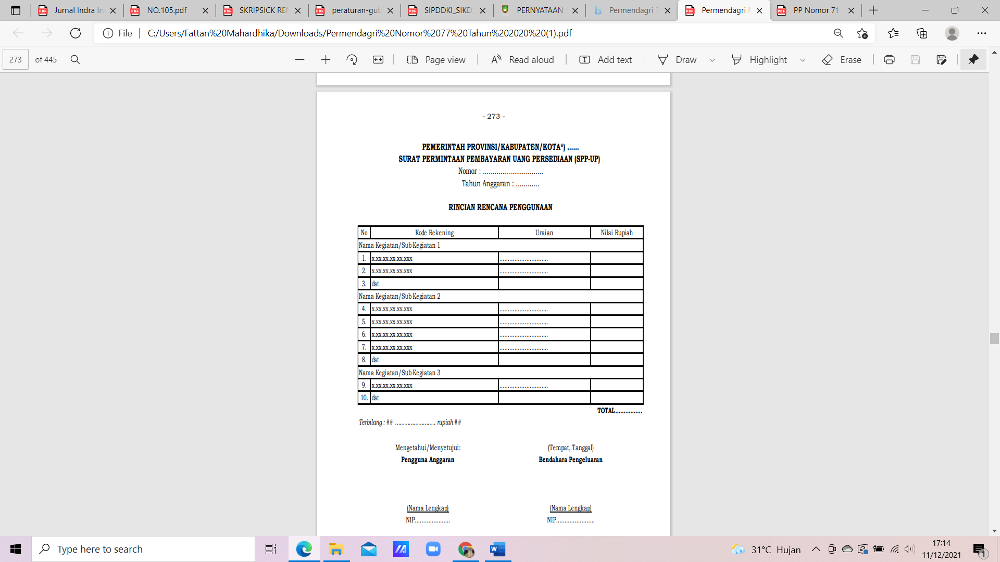 Jurnal Indra Irv
NO.105.pdf
SKRIPSICK REN
peraturan-gub
SIPDDKI_SIKD_
PERNYATAAN
Permendagri 7
Permendagri N
PP Nomor 71
File
C:/Users/Fattan%20Mahardhika/Downloads/Permendagri%20Nomor%2077%20Tahun%202020%20(1).pdf
273 of 445
Page view
Read aloud
Add text
Draw
Highlight
Erase
- 273 -
PEMERINTAH PROVINSI/KABUPATEN/KOTA*) ......
SURAT PERMINTAAN PEMBAYARAN UANG PERSEDIAAN (SPP-UP)
Nomor : ...............................
Tahun Anggaran : ............
RINCIAN RENCANA PENGGUNAAN
No Kode Rekening Uraian Nilai Rupiah
Nama Kegiatan/Sub Kegiatan 1
1. x.xx.xx.xx.xx.xxx .............................
2. x.xx.xx.xx.xx.xxx .............................
3. dst
Nama Kegiatan/Sub Kegiatan 2
4. x.xx.xx.xx.xx.xxx .............................
5. x.xx.xx.xx.xx.xxx .............................
6. x.xx.xx.xx.xx.xxx .............................
7. x.xx.xx.xx.xx.xxx .............................
8. dst
Nama Kegiatan/Sub Kegiatan 3
9. x.xx.xx.xx.xx.xxx .............................
10. dst
TOTAL................
Terbilang : ## .......................... rupiah ##
Mengetahui/Menyetujui: (Tempat, Tanggal)
Pengguna Anggaran Bendahara Pengeluaran
(Nama Lengkap) (Nama Lengkap)
NIP..................... NIP.......................
Type here to search
31°C Hujan
17:14
11/12/2021
1